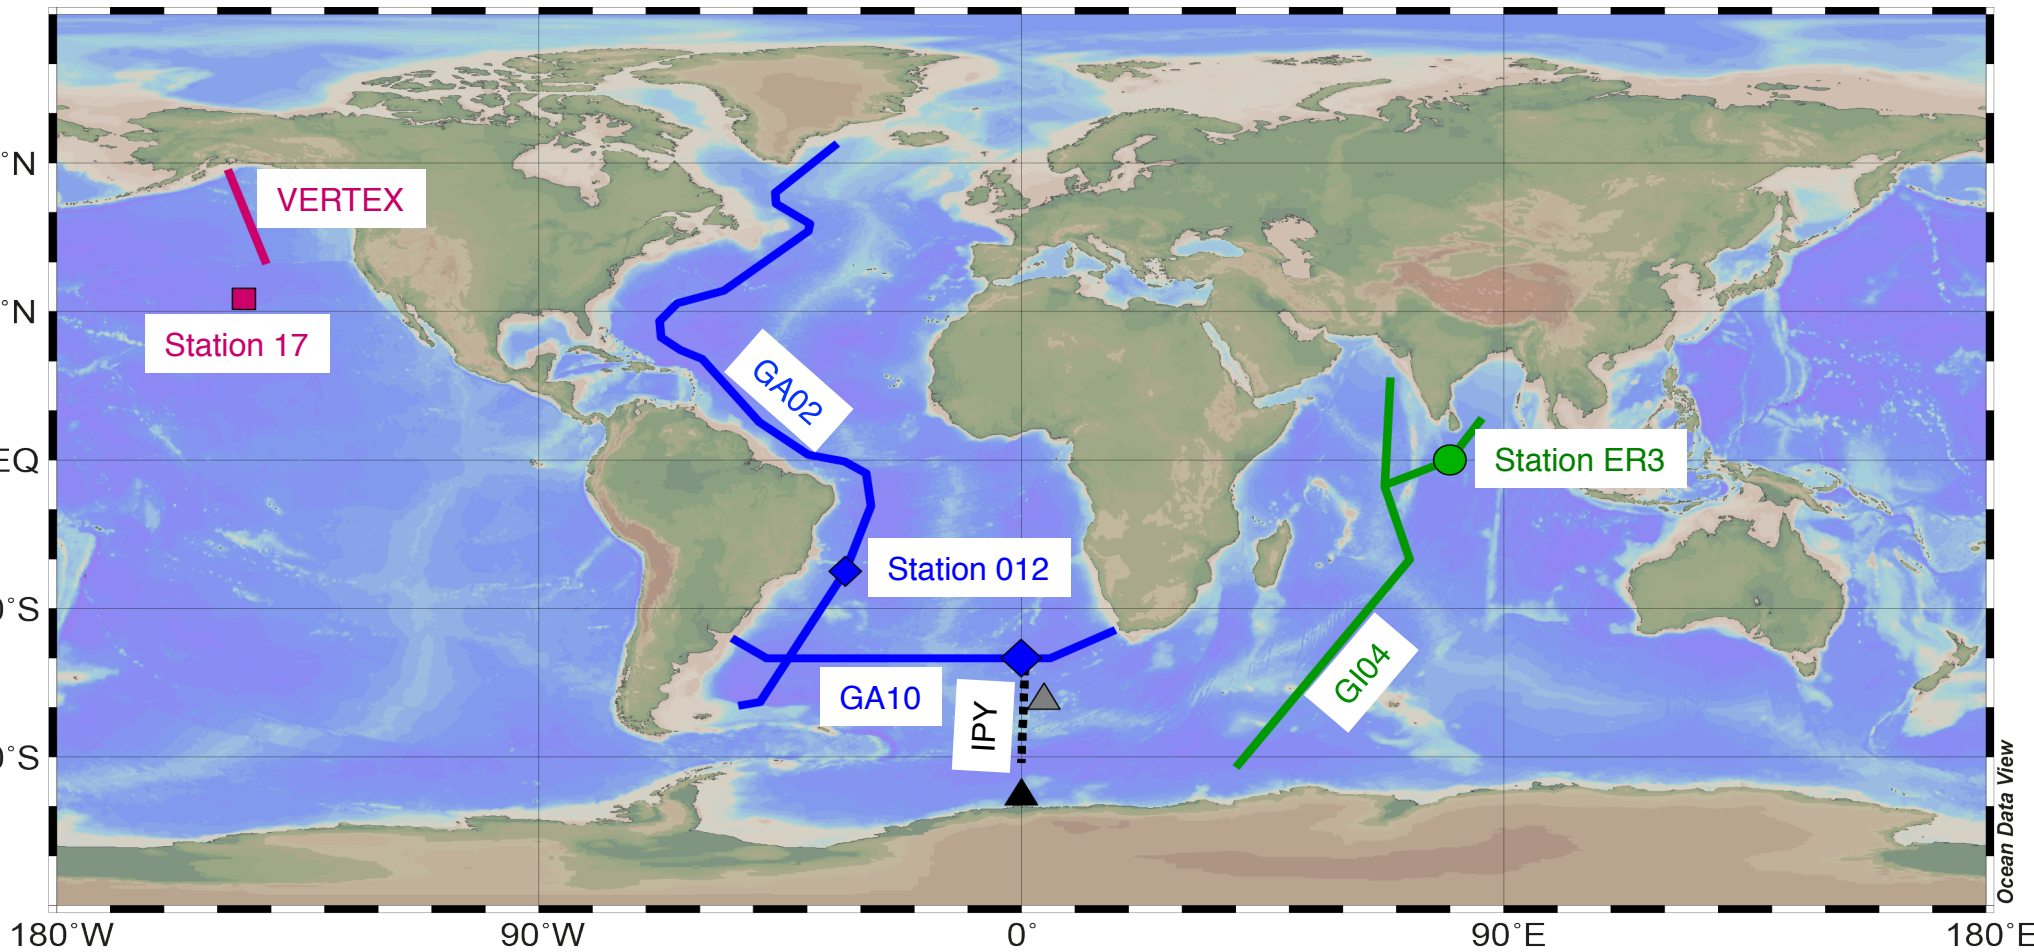 °N
VERTEX
N
Station 17
GA02
EQ
Station ER3
Station 012
°S
GI04
GA10
IPY
°S
Ocean Data View
180°W
90°W
0°
90°E
180°E